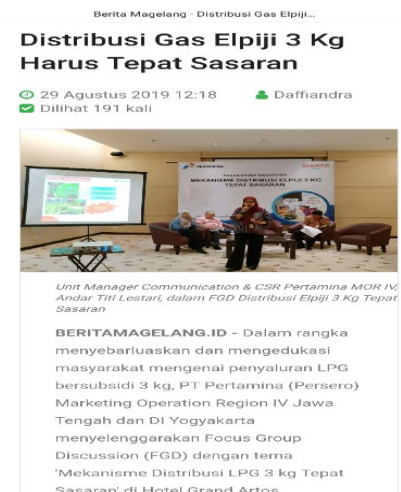 Berita Magelang - Distribusi Gas Elpiji...
Distribusi Gas Elpiji 3 Kg
Harus Tepat Sasaran
29 Agustus 2019 12:18 Daffiandra
Dilihat 191 kali
PERTAMINA
MEKANISME DISTRIBUSI ELPIJI 3 KG
TEPAT SASARAN
Unit Manager Communication & CSR Pertamina MOR IV,
Andar Titi Lestari, dalam FGD Distribusi Elpiji 3 Kg Tepat
Sasaran
BERITAMAGELANG.ID - Dalam rangka
menyebarluaskan dan mengedukasi
masyarakat mengenai penyaluran LPG
bersubsidi 3 kg, PT Pertamina (Persero)
Marketing Operation Region IV Jawa
Tengah dan DI Yogyakarta
menyelenggarakan Focus Group
Discussion (FGD) dengan tema
'Mekanisme Distribusi LPG 3 kg Tepat
Sasaran' di Hotel Grand Artos